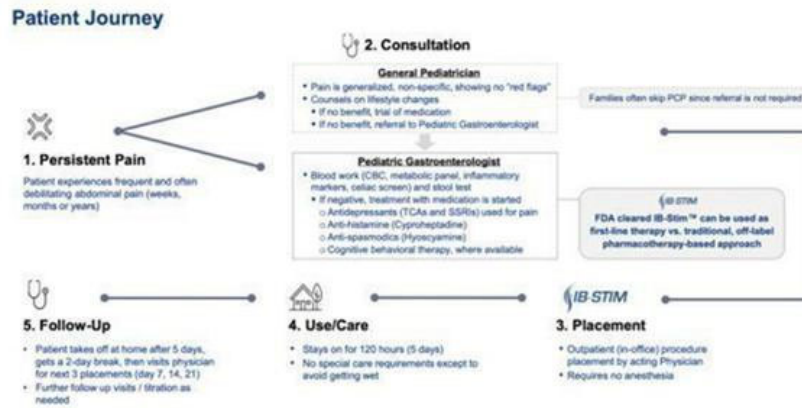 Patient Journey
2. Consultation
General Pediatrician
• Pain is generalized, non-specific, showing no "red flags"
• Counsels on lifestyle changes
• If no benefit, trial of medication
• If no benefit, referral to Pediatric Gastroenterologist
Families often skip PCP since referral is not required
1. Persistent Pain
Patient experiences frequent and often
debilitating abdominal pain (weeks,
months or years)
Pediatric Gastroenterologist
• Blood work (CBC, metabolic panel, inflammatory
markers, celiac screen) and stool test
• If negative, treatment with medication is started
o Antidepressants (TCAs and SSRIs) used for pain
o Anti-histamine (Cyproheptadine)
o Anti-spasmodics (Hyoscyamine)
o Cognitive behavioral therapy, where available
IB-STIM
FDA cleared IB-Stim™ can be used as
first-line therapy vs. traditional, off-label
pharmacotherapy-based approach
5. Follow-Up
• Patient takes off at home after 5 days,
gets a 2-day break, then visits physician
for next 3 placements (day 7, 14, 21)
• Further follow up visits / titration as
needed
4. Use/Care
• Stays on for 120 hours (5 days)
• No special care requirements except to
avoid getting wet
IB-STIM
3. Placement
• Outpatient (in-office) procedure
placement by acting Physician
• Requires no anesthesia